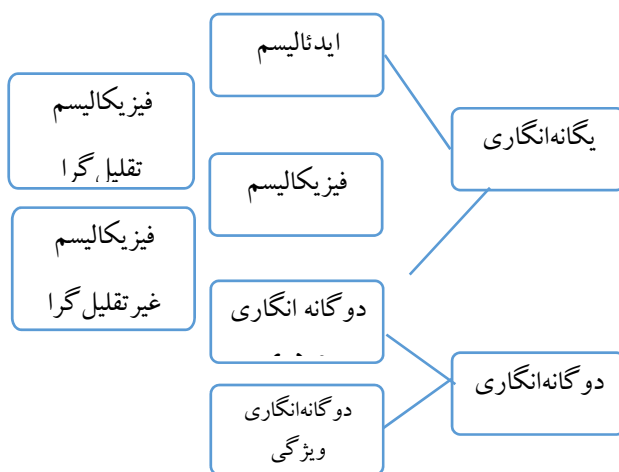 ایدئالیسم
فیزیکالیسم
تقلیل‌گرا
یگانه‌انگاری
فیزیکالیسم
فیزیکالیسم
غیرتقلیل‌گرا
دوگانه انگاری
دوگانه‌انگاری
دوگانه‌انگاری
ویژگی